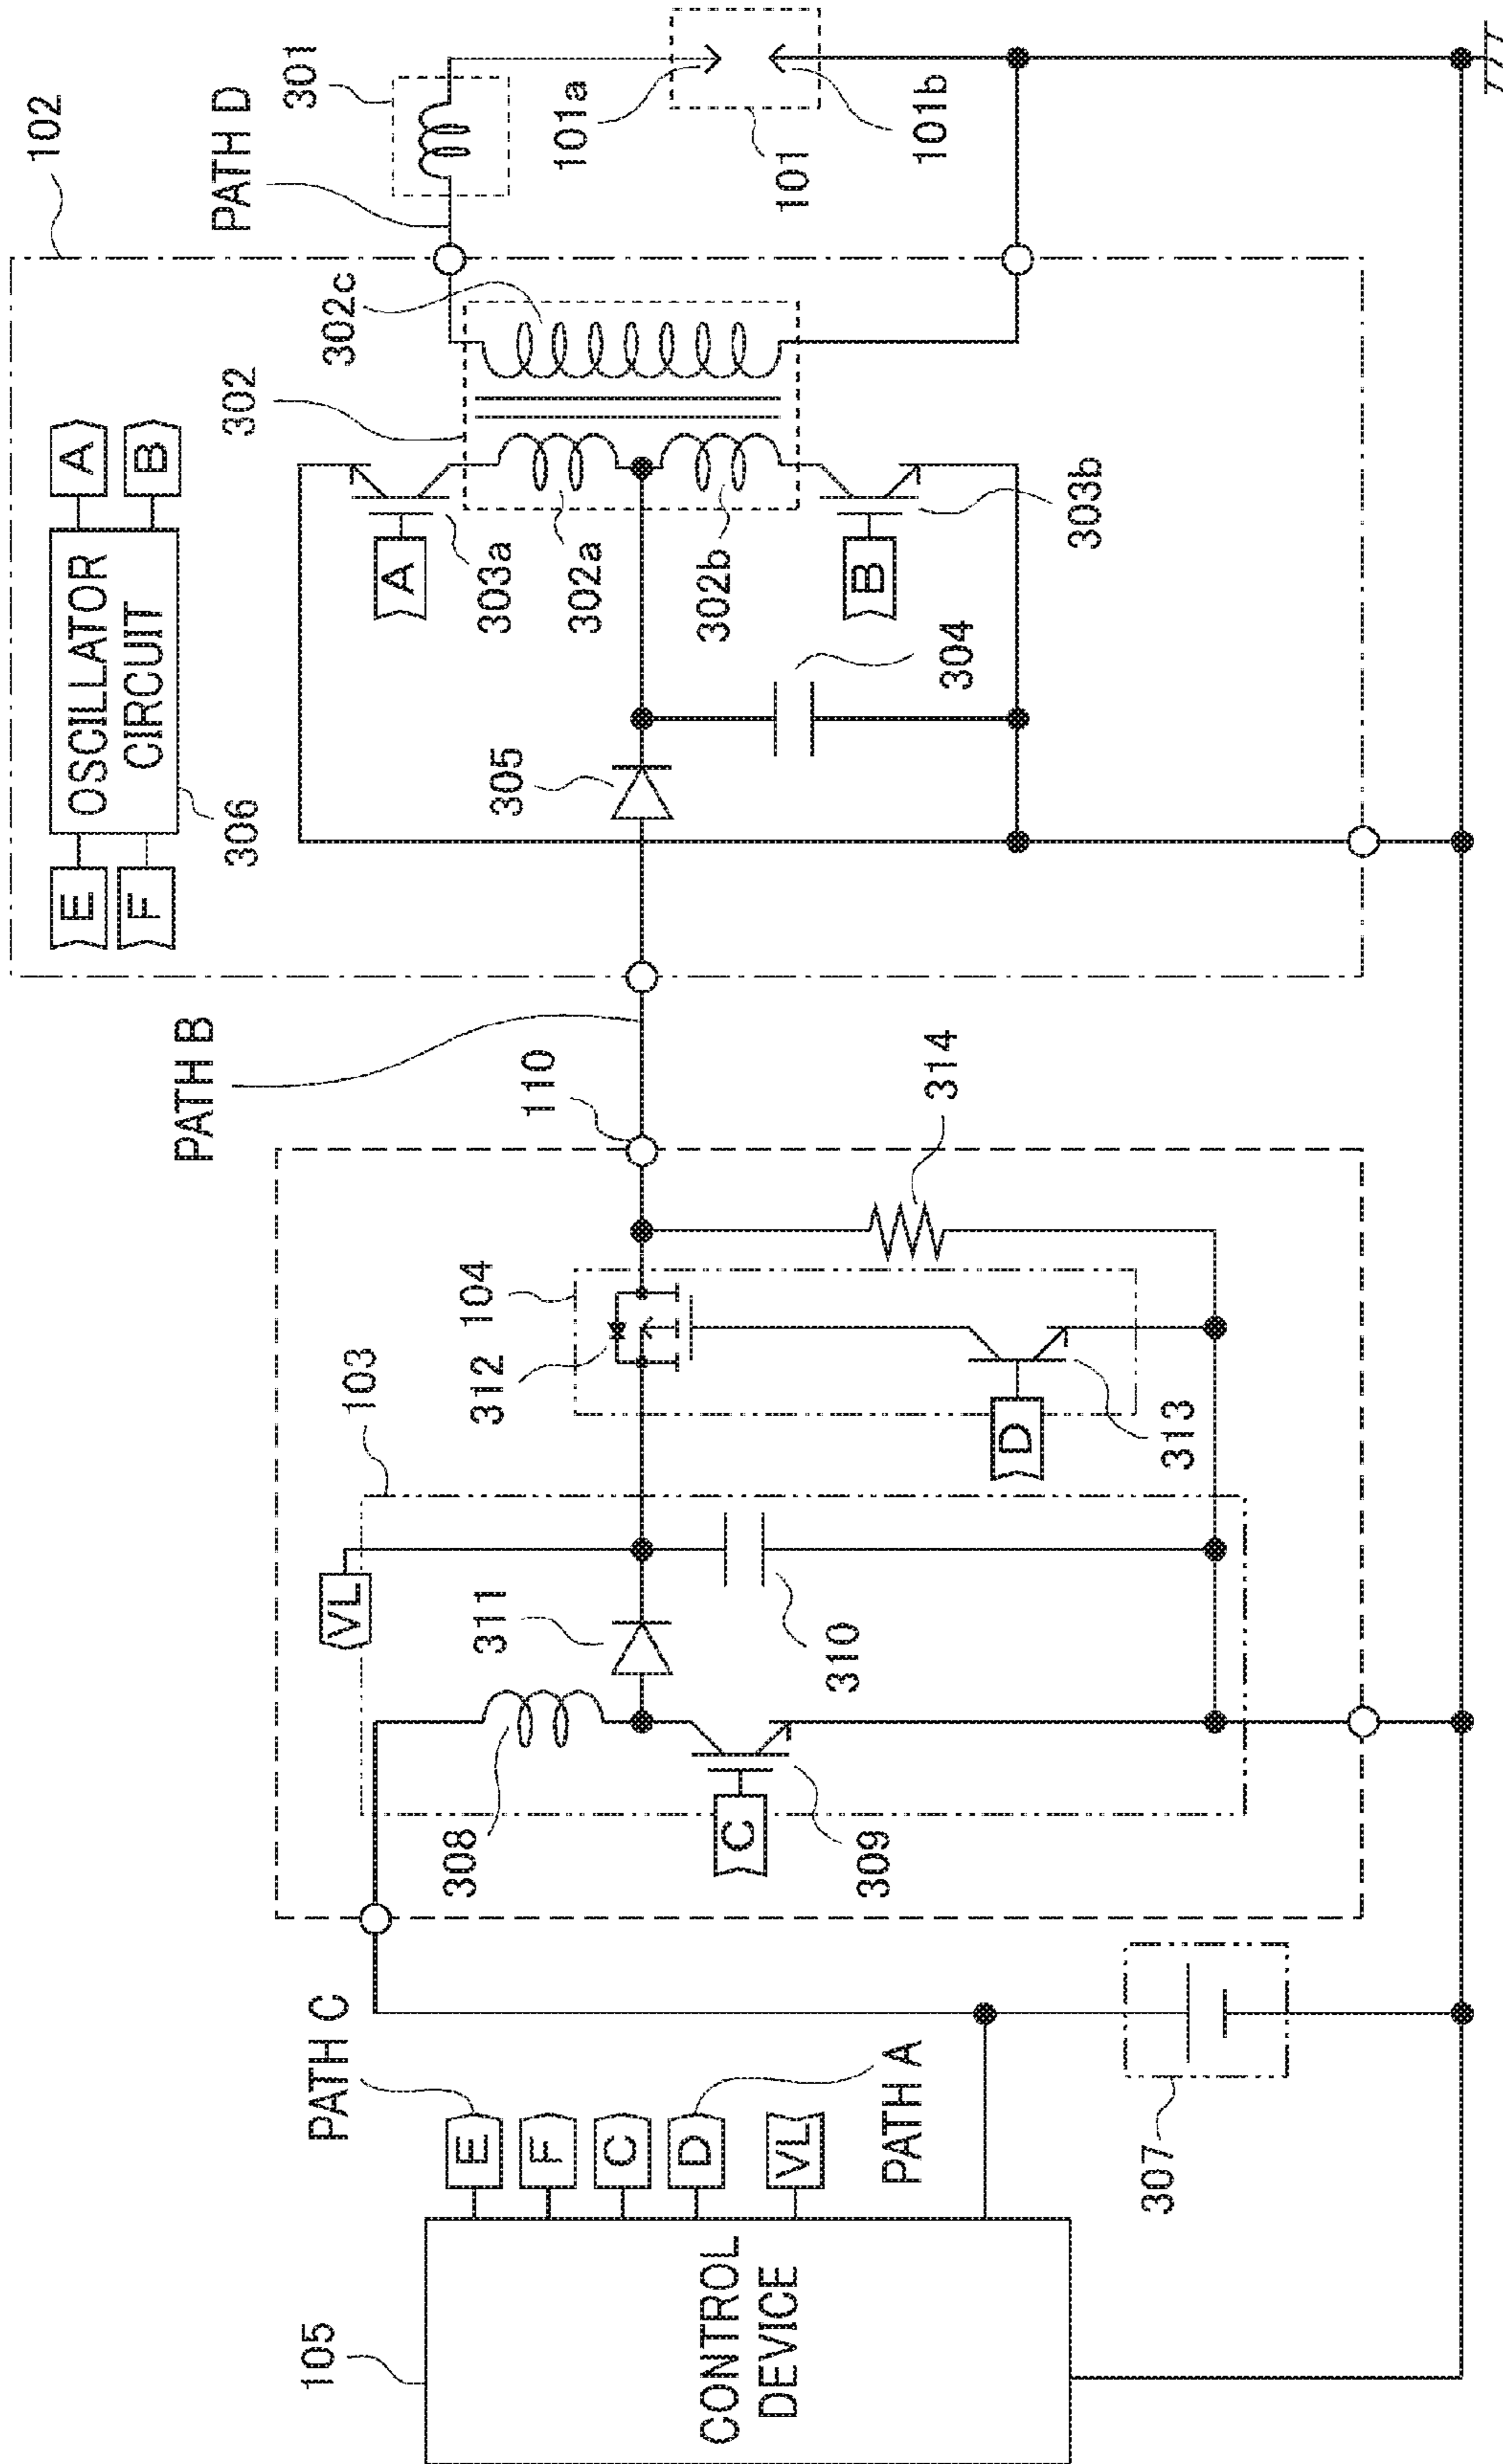 105
CONTROL
DEVICE
PATH C
E
F
C
D
VL
PATH A
307
308
C
309
VL
103
311
310
312
104
D
313
314
110
PATH B
102
E
F
306
OSCILLATOR
CIRCUIT
A
B
305
304
A
303a
302a
302b
B
303b
302
302c
PATH D
301
101a
101
101b